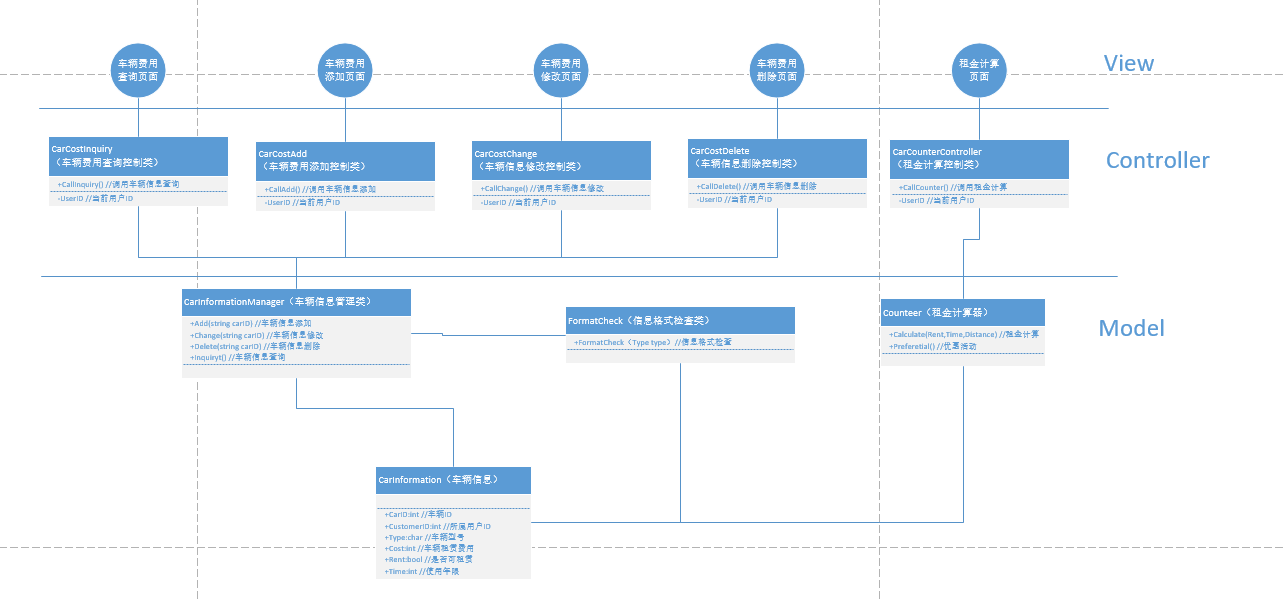 车辆费用
查询页面
车辆费用
添加页面
车辆费用
修改页面
车辆费用
删除页面
租金计算
页面
View
CarCostInquiry
（车辆费用查询控制类）
+CallInquiry() //调用车辆信息查询
-UserID //当前用户ID
CarCostAdd
（车辆费用添加控制类）
+CallAdd() //调用车辆信息添加
-UserID //当前用户ID
CarCostChange
（车辆信息修改控制类）
+CallChange() //调用车辆信息修改
-UserID //当前用户ID
CarCostDelete
（车辆信息删除控制类）
+CallDelete() //调用车辆信息删除
-UserID //当前用户ID
CarCounterController
（租金计算控制类）
+CallCounter() //调用租金计算
-UserID //当前用户ID
Controller
CarInformationManager（车辆信息管理类）
+Add(string carID) //车辆信息添加
+Change(string carID) //车辆信息修改
+Delete(string carID) //车辆信息删除
+Inquiryt() //车辆信息查询
FormatCheck（信息格式检查类）
+FormatCheck（Type type）//信息格式检查
Counteer（租金计算器）
+Calculate(Rent,Time,Distance) //租金计算
+Preferetial() //优惠活动
Model
CarInformation（车辆信息）
+CarID:int //车辆ID
+CustomerID:int //所属用户ID
+Type:char //车辆型号
+Cost:int //车辆租赁费用
+Rent:bool //是否可租赁
+Time:int //使用年限